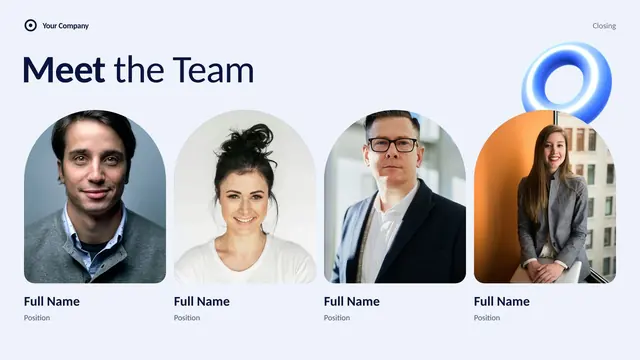 Your Company
Closing
Meet the Team
Full Name
Position
Full Name
Position
Full Name
Position
Full Name
Position